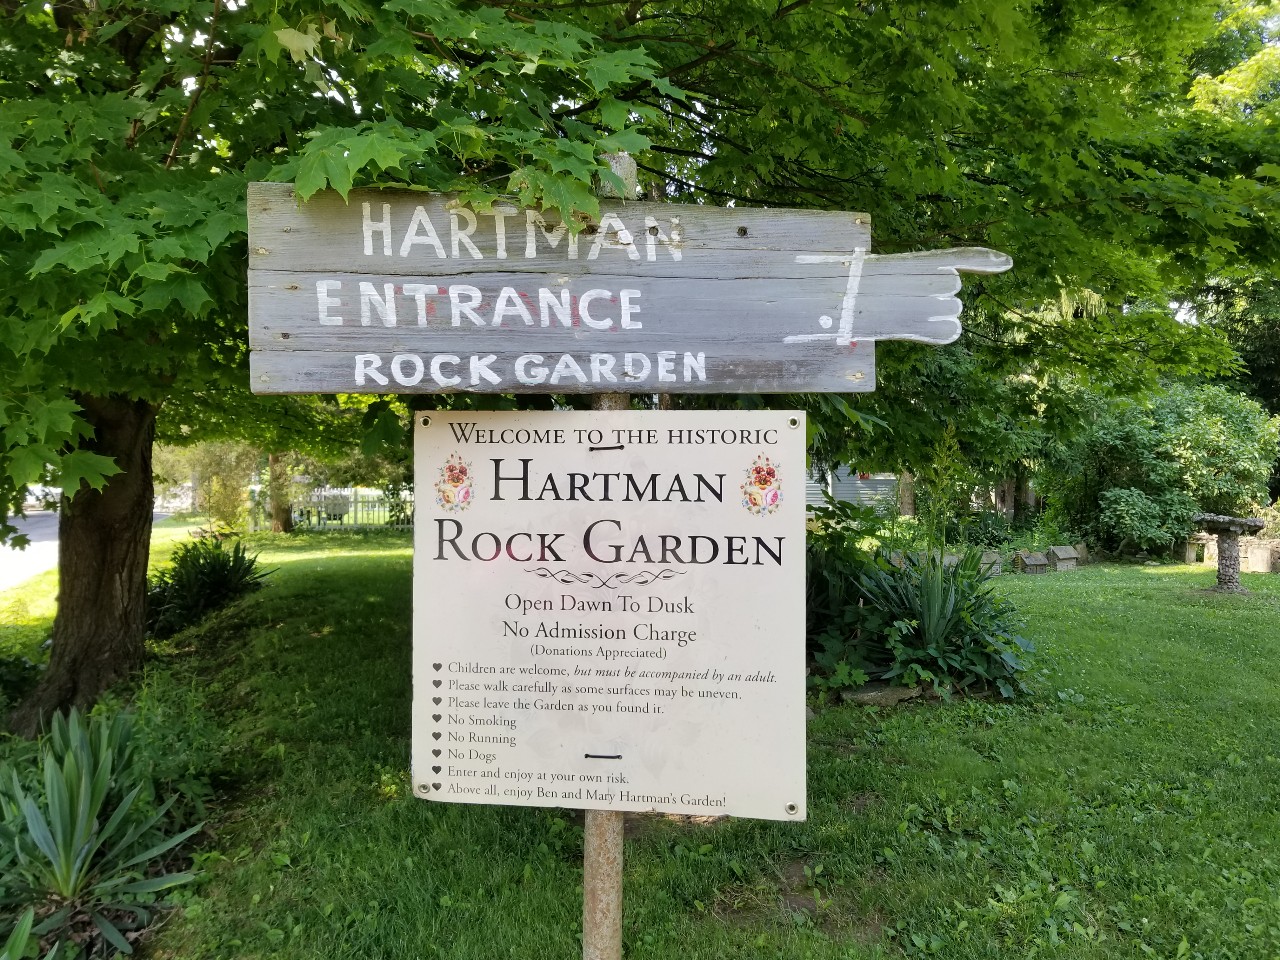 HARTMAN
ENTRANCE
ROCK GARDEN
WELCOME TO THE HISTORIC
HARTMAN
ROCK GARDEN
Open Dawn To Dusk
No Admission Charge
(Donations Appreciated)
♥ Children are welcome, but must be accompanied by an adult.
♥ Please walk carefully as some surfaces may be uneven.
♥ Please leave the Garden as you found it.
♥ No Smoking
♥ No Running
♥ No Dogs
♥ Enter and enjoy at your own risk.
♥ Above all, enjoy Ben and Mary Hartman's Garden!